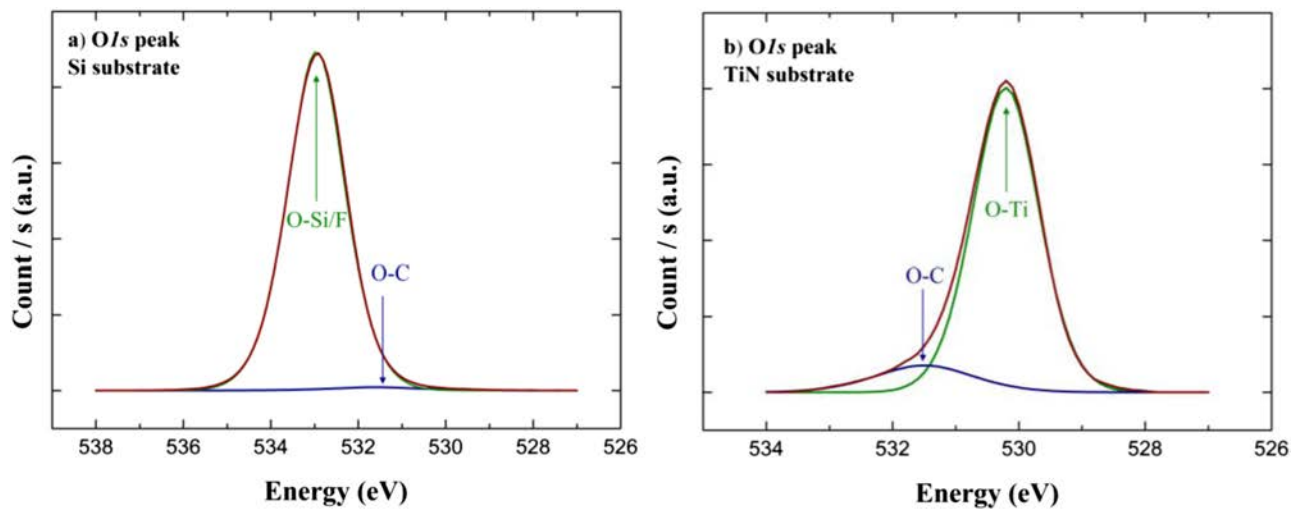 a) O1s peak
Si substrate
O-Si/F
O-C
Count / s (a.u.)
538
536
534
532
530
528
526
Energy (eV)
b) O1s peak
TiN substrate
O-Ti
O-C
Count / s (a.u.)
534
532
530
528
526
Energy (eV)